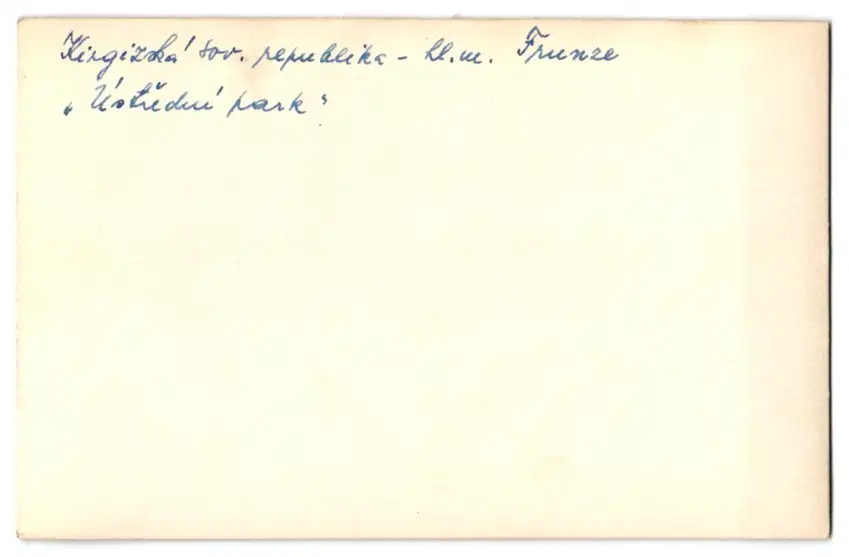 Kirgizská sov. republika - hl. m. Frunze
„Ústřední park"